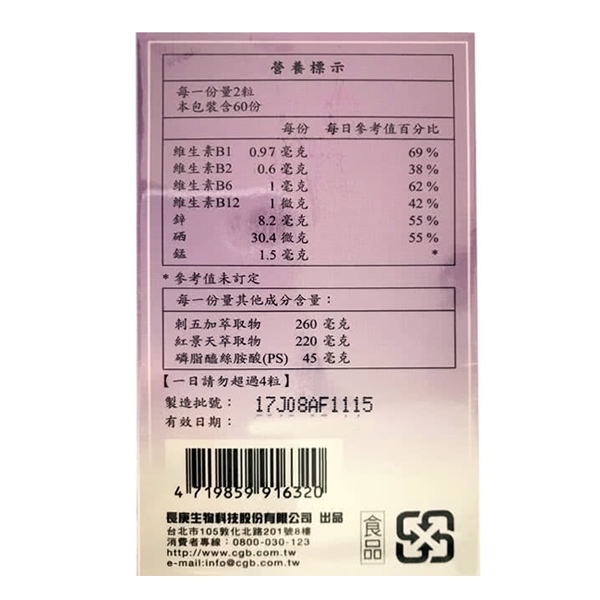 營養標示
每一份量2粒
本包裝含60份
每份 每日參考值百分比
維生素B1 0.97 毫克 69 %
維生素B2 0.6 毫克 38 %
維生素B6 1 毫克 62 %
維生素B12 1 微克 42 %
鋅 8.2 毫克 55 %
硒 30.4 微克 55 %
錳 1.5 毫克 *
* 參考值未訂定
每一份量其他成分含量：
刺五加萃取物 260 毫克
紅景天萃取物 220 毫克
磷脂醯絲胺酸(PS) 45 毫克
【一日請勿超過4粒】
製造批號： 17J08AF1115
有效日期：
4 719859 916320
長庚生物科技股份有限公司 出品
台北市105敦化北路201號8樓
消費者專線：0800-030-123
http://www.cgb.com.tw
e-mail:info@cgb.com.tw
食品